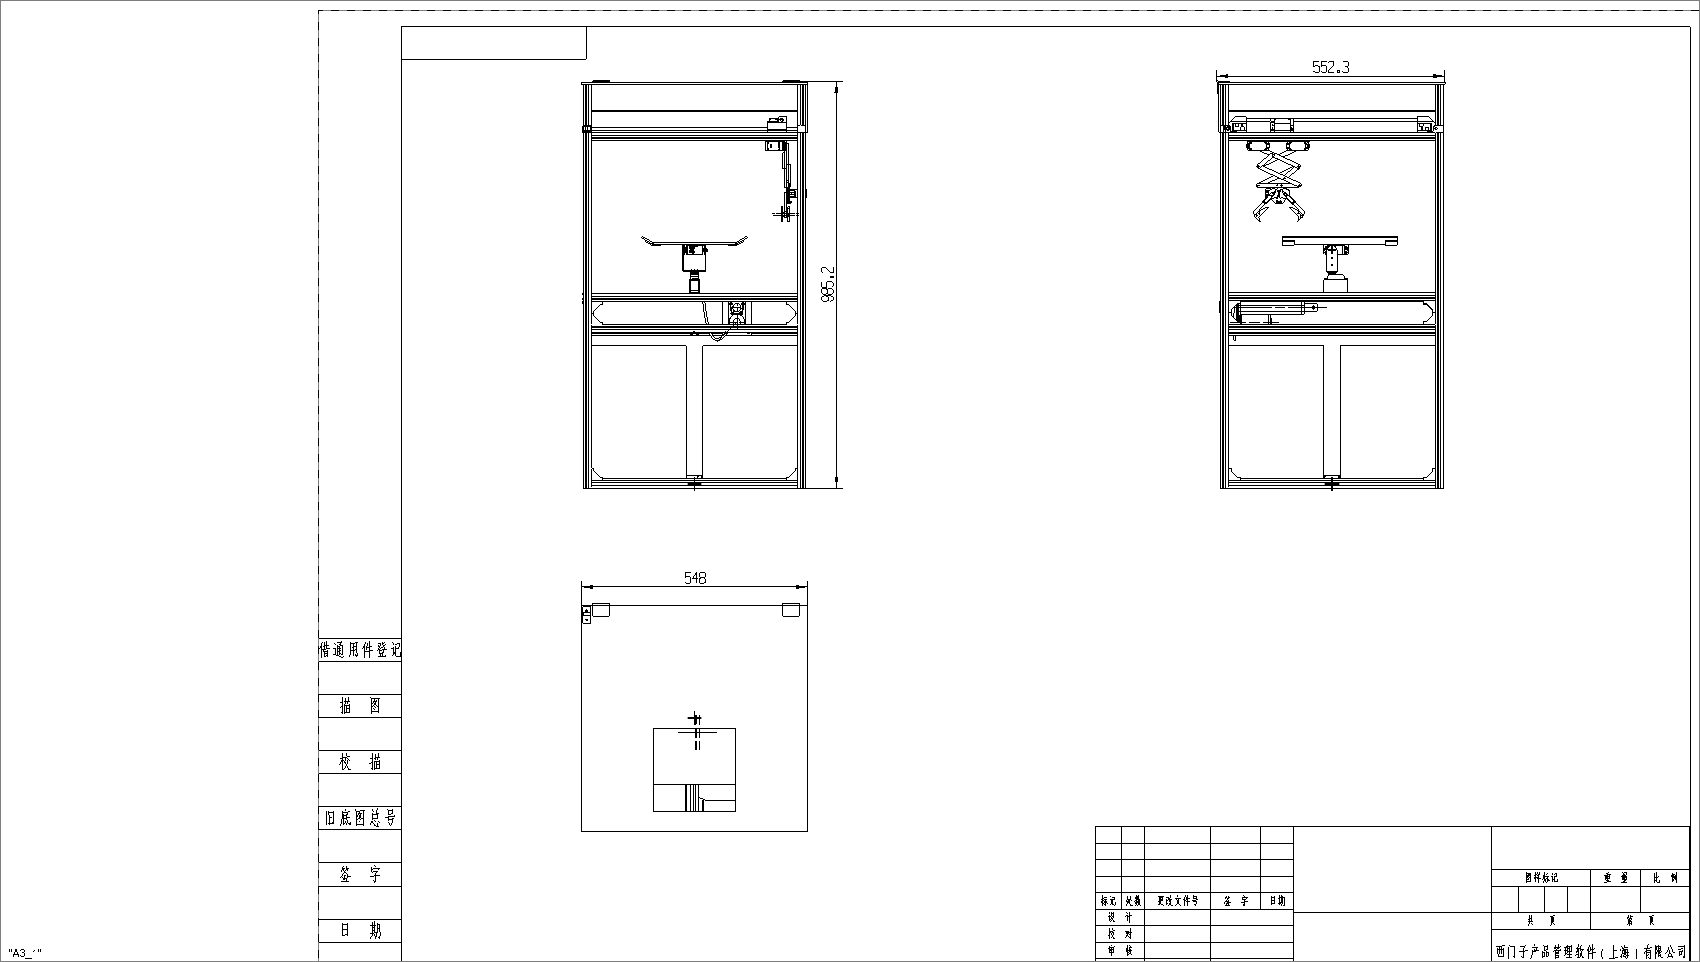 552.3
985.2
548
借通用件登记
描 图
校 描
旧底图总号
签 字
日 期
"A3_-"
图样标记 重 量 比 例
标记 处数 更改文件号 签 字 日期
设 计
校 对
审 核
共 页 第 页
西门子产品管理软件(上海)有限公司